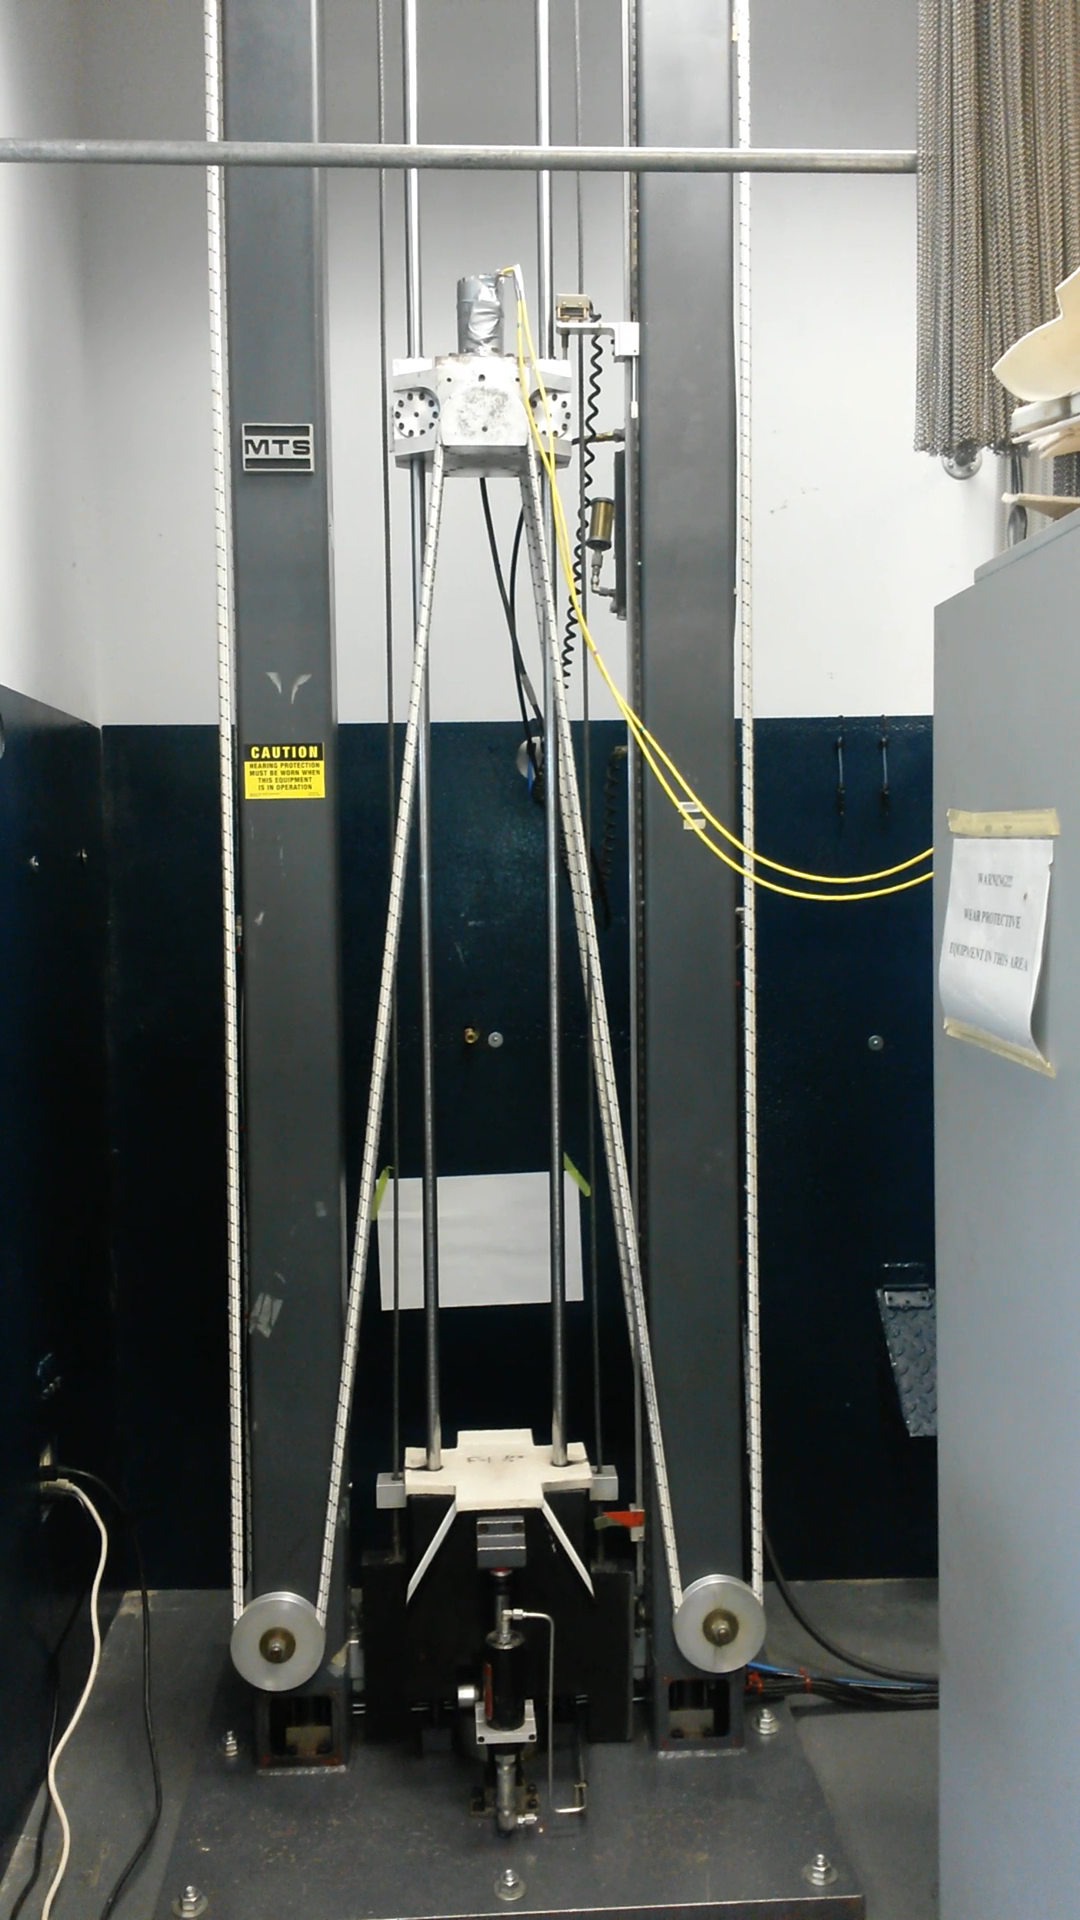 MTS
CAUTION
HEARING PROTECTION
MUST BE WORN WHEN
THIS EQUIPMENT
IS IN OPERATION
WARNING!!!
WEAR PROTECTIVE
EQUIPMENT IN THIS AREA